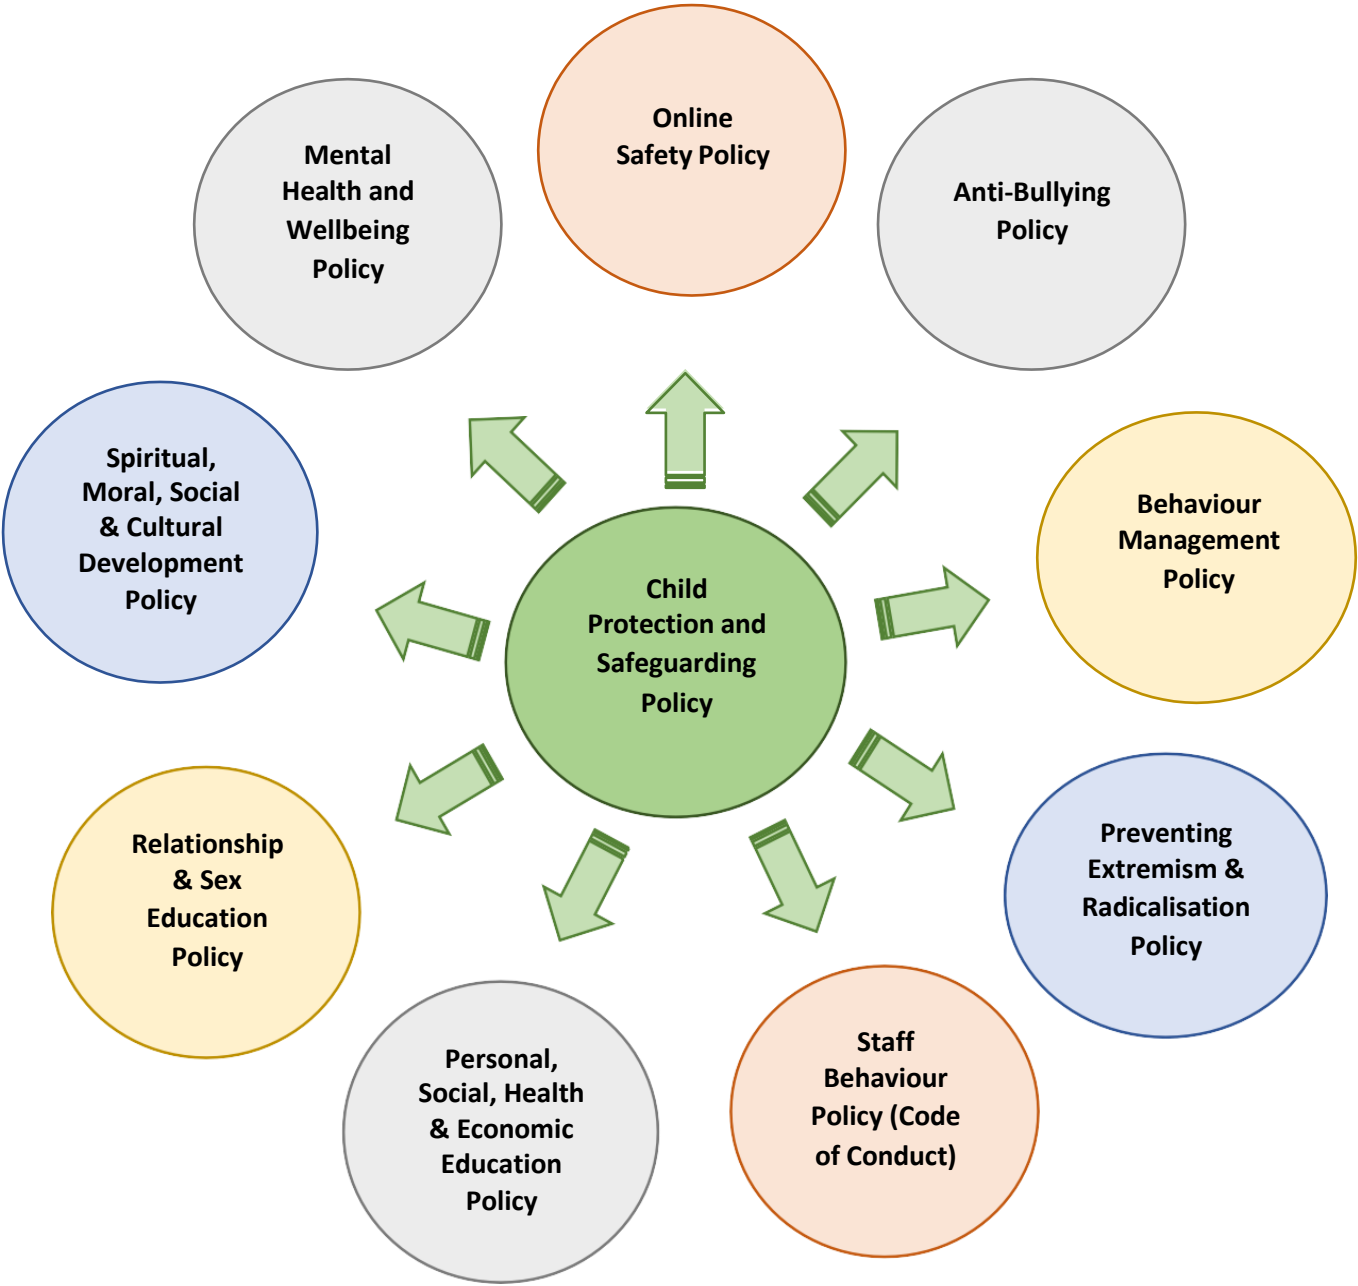 Online
Safety Policy
Mental
Health and
Wellbeing
Policy
Anti-Bullying
Policy
Spiritual,
Moral, Social
& Cultural
Development
Policy
Behaviour
Management
Policy
Child
Protection and
Safeguarding
Policy
Relationship
& Sex
Education
Policy
Preventing
Extremism &
Radicalisation
Policy
Personal,
Social, Health
& Economic
Education
Policy
Staff
Behaviour
Policy (Code
of Conduct)